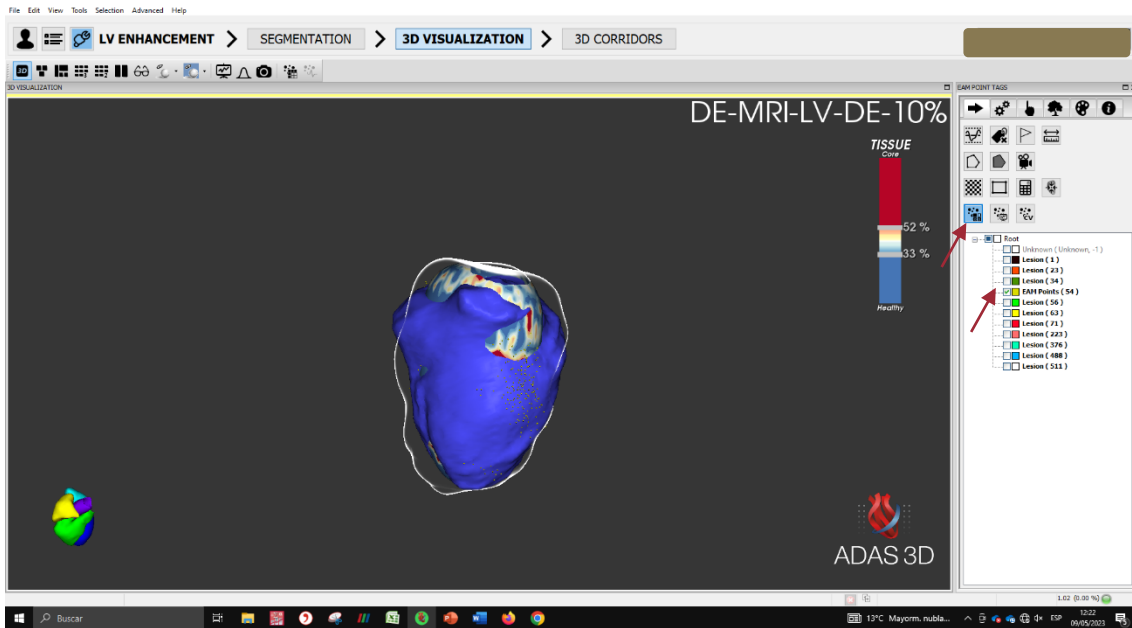 File Edit View Tools Selection Advanced Help
LV ENHANCEMENT SEGMENTATION 3D VISUALIZATION 3D CORRIDORS
3D
3D VISUALIZATION
EAM POINT TAGS
DE-MRI-LV-DE-10%
TISSUE
Core
52 %
33 %
Healthy
CV
Root
Unknown ( Unknown, -1 )
Lesion ( 1 )
Lesion ( 23 )
Lesion ( 34 )
EAM Points ( 54 )
Lesion ( 56 )
Lesion ( 63 )
Lesion ( 71 )
Lesion ( 223 )
Lesion ( 376 )
Lesion ( 488 )
Lesion ( 511 )
ADAS 3D
1.02 (0.00 %)
Buscar
13°C Mayorm. nubla...
ESP
12:22
09/05/2023